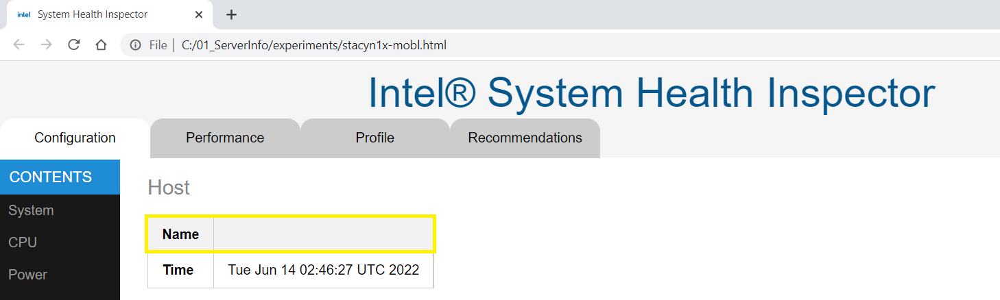 intel System Health Inspector
File C:/01_ServerInfo/experiments/stacyn1x-mobl.html
Intel® System Health Inspector
Configuration Performance Profile Recommendations
CONTENTS
System
CPU
Power
Host
Name
Time Tue Jun 14 02:46:27 UTC 2022